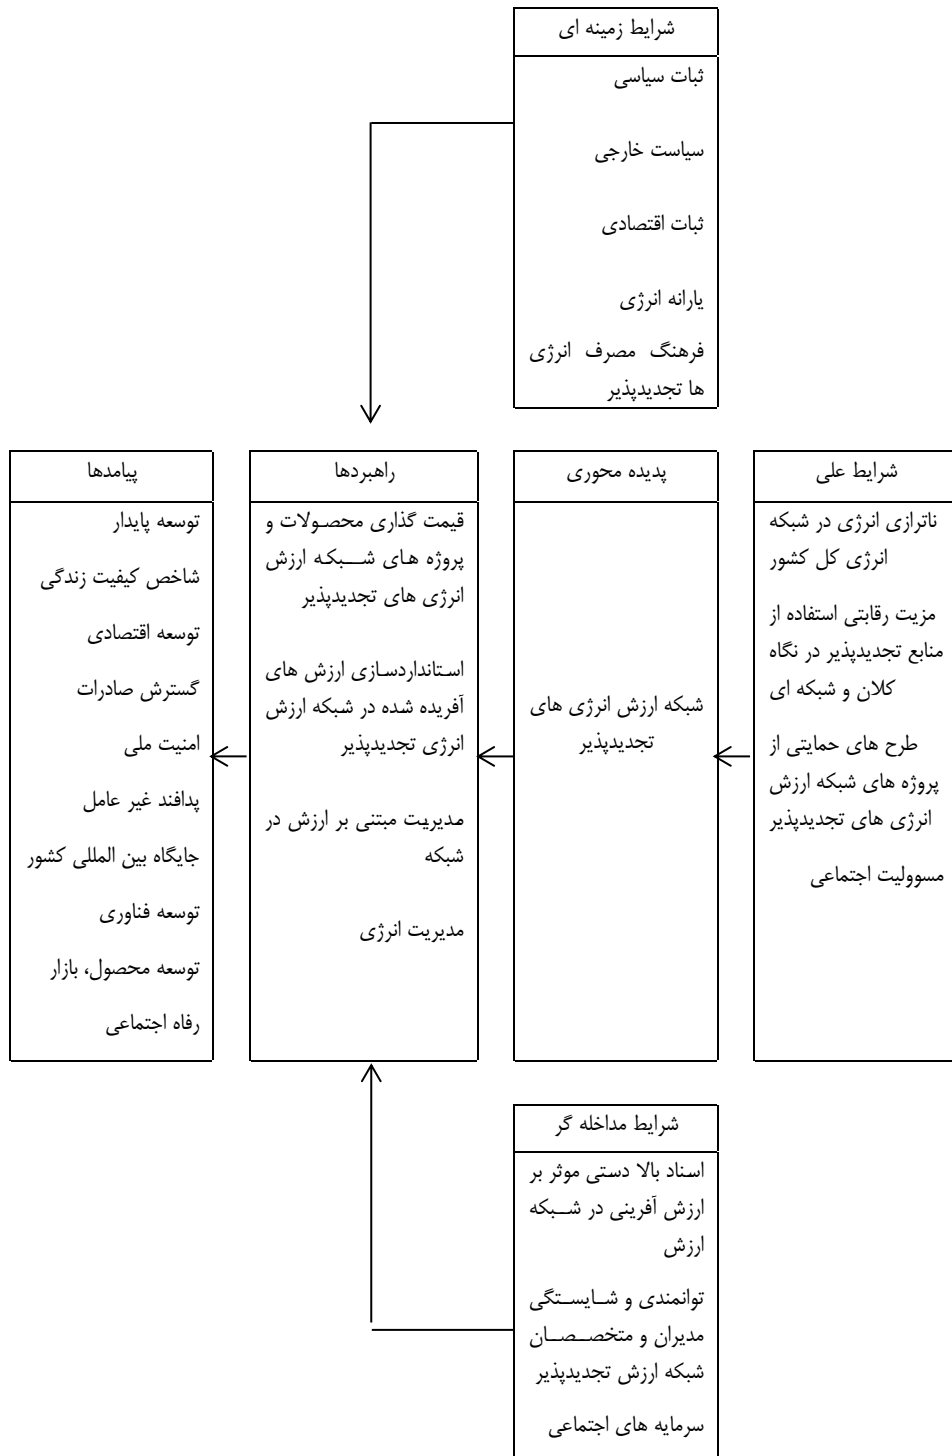 شرایط زمینه ای
ثبات سیاسی
سیاست خارجی
ثبات اقتصادی
یارانه انرژی
فرهنگ مصرف انرژی
ها تجدیدپذیر
شرایط علی
ناترازی انرژی در شبکه
انرژی کل کشور
مزیت رقابتی استفاده از
منابع تجدیدپذیر در نگاه
کلان و شبکه ای
طرح های حمایتی از
پروژه های شبکه ارزش
انرژی های تجدیدپذیر
مسوولیت اجتماعی
پدیده محوری
شبکه ارزش انرژی های
تجدیدپذیر
راهبردها
قیمت گذاری محصولات و
پروژه های شبکه ارزش
انرژی های تجدیدپذیر
استانداردسازی ارزش های
آفریده شده در شبکه ارزش
انرژی تجدیدپذیر
مدیریت مبتنی بر ارزش در
شبکه
مدیریت انرژی
پیامدها
توسعه پایدار
شاخص کیفیت زندگی
توسعه اقتصادی
گسترش صادرات
امنیت ملی
پدافند غیر عامل
جایگاه بین المللی کشور
توسعه فناوری
توسعه محصول، بازار
رفاه اجتماعی
شرایط مداخله گر
اسناد بالا دستی موثر بر
ارزش آفرینی در شبکه
ارزش
توانمندی و شایستگی
مدیران و متخصصان
شبکه ارزش تجدیدپذیر
سرمایه های اجتماعی